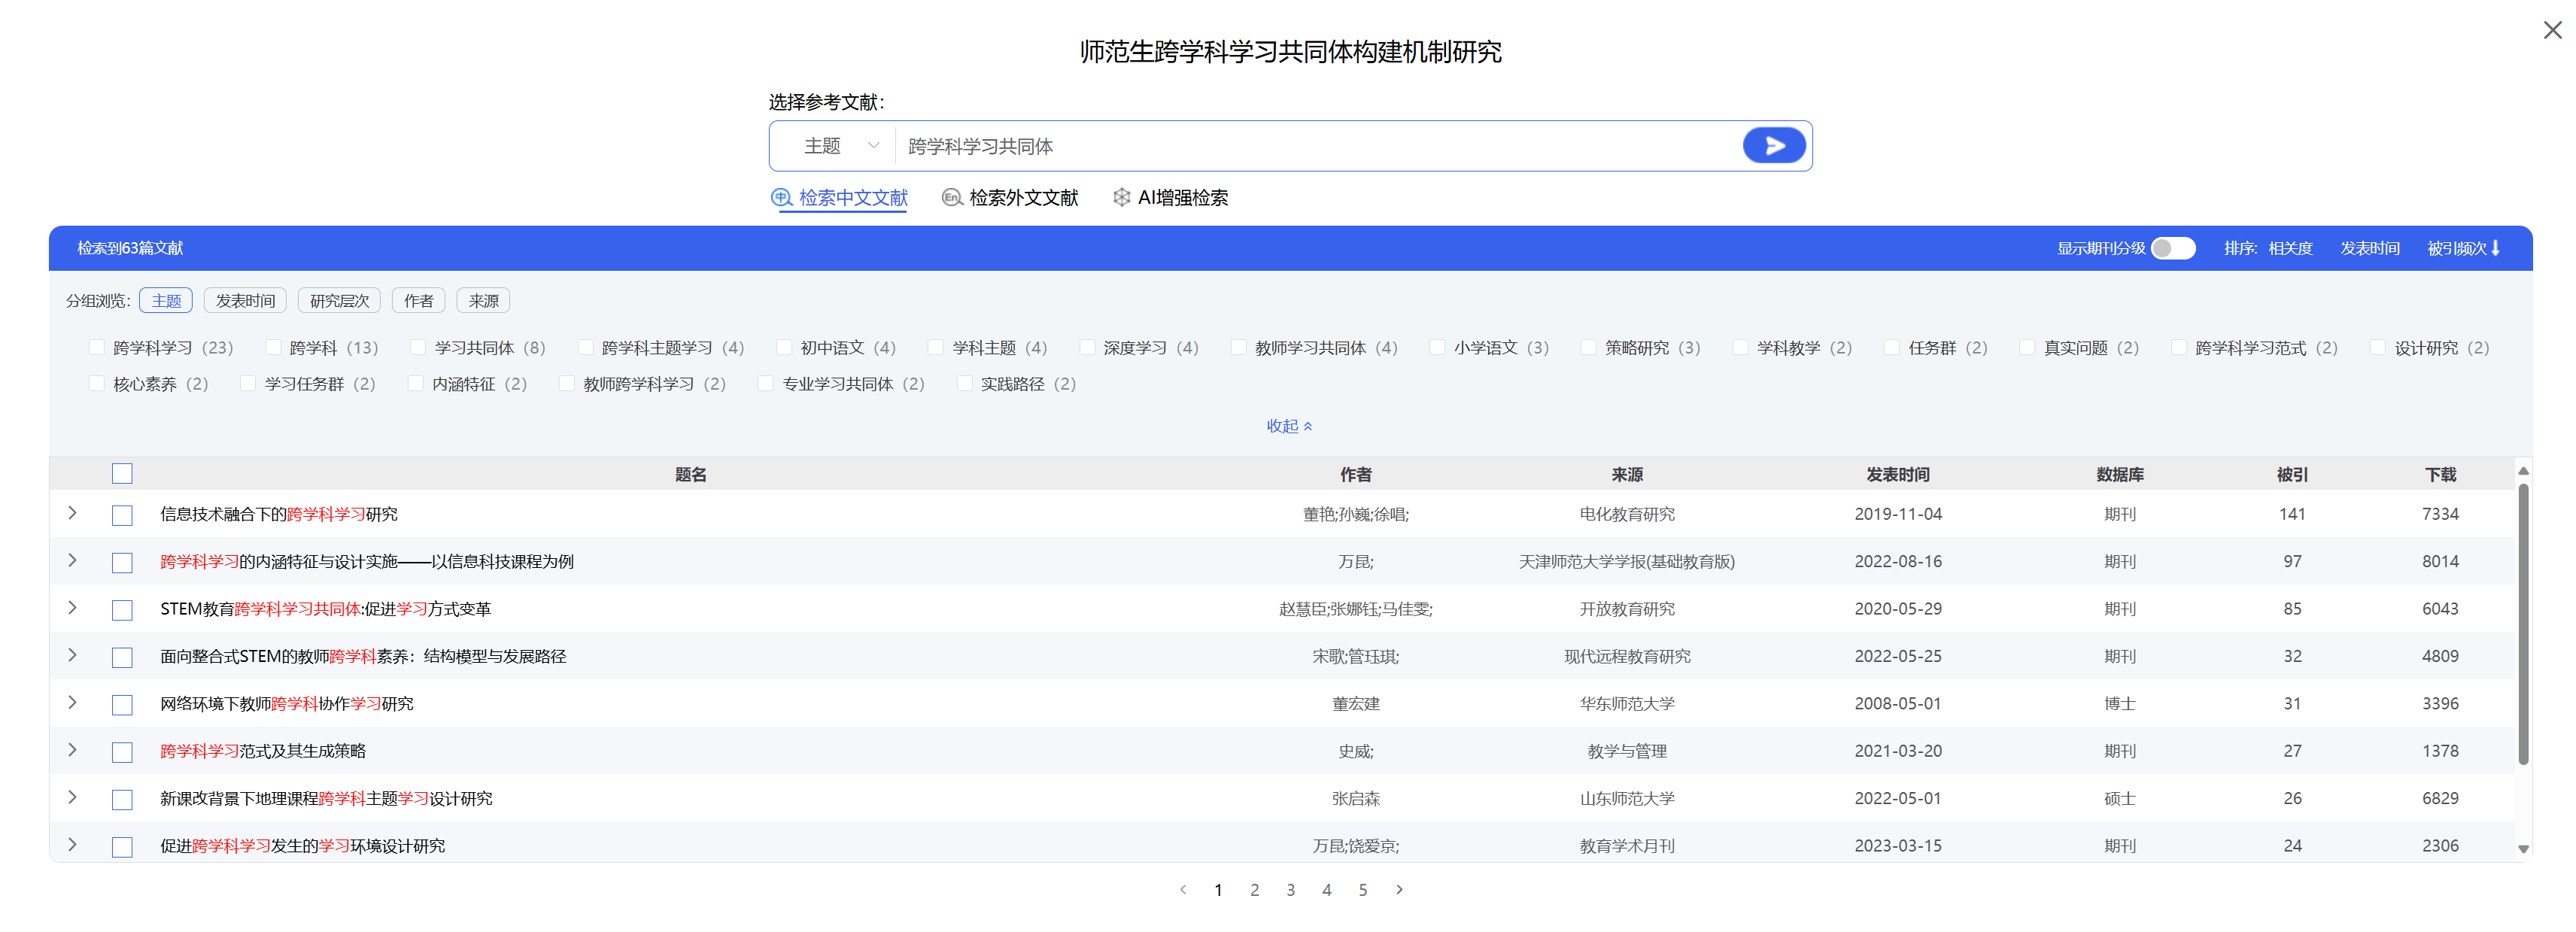 师范生跨学科学习共同体构建机制研究
选择参考文献：
主题 跨学科学习共同体
检索中文文献 检索外文文献 AI增强检索
检索到63篇文献 显示期刊分级 排序: 相关度 发表时间 被引频次
分组浏览: 主题 发表时间 研究层次 作者 来源
跨学科学习（23） 跨学科（13） 学习共同体（8） 跨学科主题学习（4） 初中语文（4） 学科主题（4） 深度学习（4） 教师学习共同体（4） 小学语文（3） 策略研究（3） 学科教学（2） 任务群（2） 真实问题（2） 跨学科学习范式（2） 设计研究（2）
核心素养（2） 学习任务群（2） 内涵特征（2） 教师跨学科学习（2） 专业学习共同体（2） 实践路径（2）
收起
题名 作者 来源 发表时间 数据库 被引 下载
信息技术融合下的跨学科学习研究 董艳;孙巍;徐唱; 电化教育研究 2019-11-04 期刊 141 7334
跨学科学习的内涵特征与设计实施——以信息科技课程为例 万昆; 天津师范大学学报(基础教育版) 2022-08-16 期刊 97 8014
STEM教育跨学科学习共同体:促进学习方式变革 赵慧臣;张娜钰;马佳雯; 开放教育研究 2020-05-29 期刊 85 6043
面向整合式STEM的教师跨学科素养：结构模型与发展路径 宋歌;管珏琪; 现代远程教育研究 2022-05-25 期刊 32 4809
网络环境下教师跨学科协作学习研究 董宏建 华东师范大学 2008-05-01 博士 31 3396
跨学科学习范式及其生成策略 史威; 教学与管理 2021-03-20 期刊 27 1378
新课改背景下地理课程跨学科主题学习设计研究 张启森 山东师范大学 2022-05-01 硕士 26 6829
促进跨学科学习发生的学习环境设计研究 万昆;饶爱京; 教育学术月刊 2023-03-15 期刊 24 2306
1 2 3 4 5